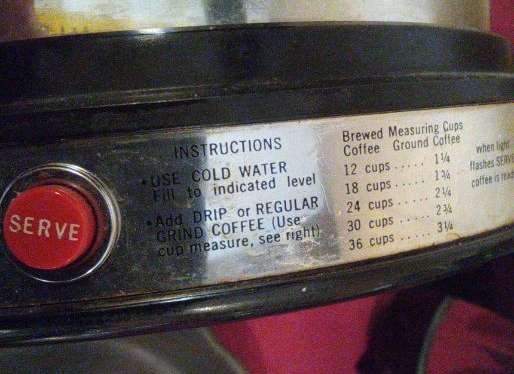 SERVE
INSTRUCTIONS
• USE COLD WATER
Fill to indicated level
• Add DRIP or REGULAR
GRIND COFFEE (Use
cup measure, see right)
Brewed Measuring Cups
Coffee Ground Coffee
12 cups ..... 1¼
18 cups ..... 1¾
24 cups ..... 2¼
30 cups ..... 2¾
36 cups ..... 3¼
when light
flashes SERVE
coffee is ready